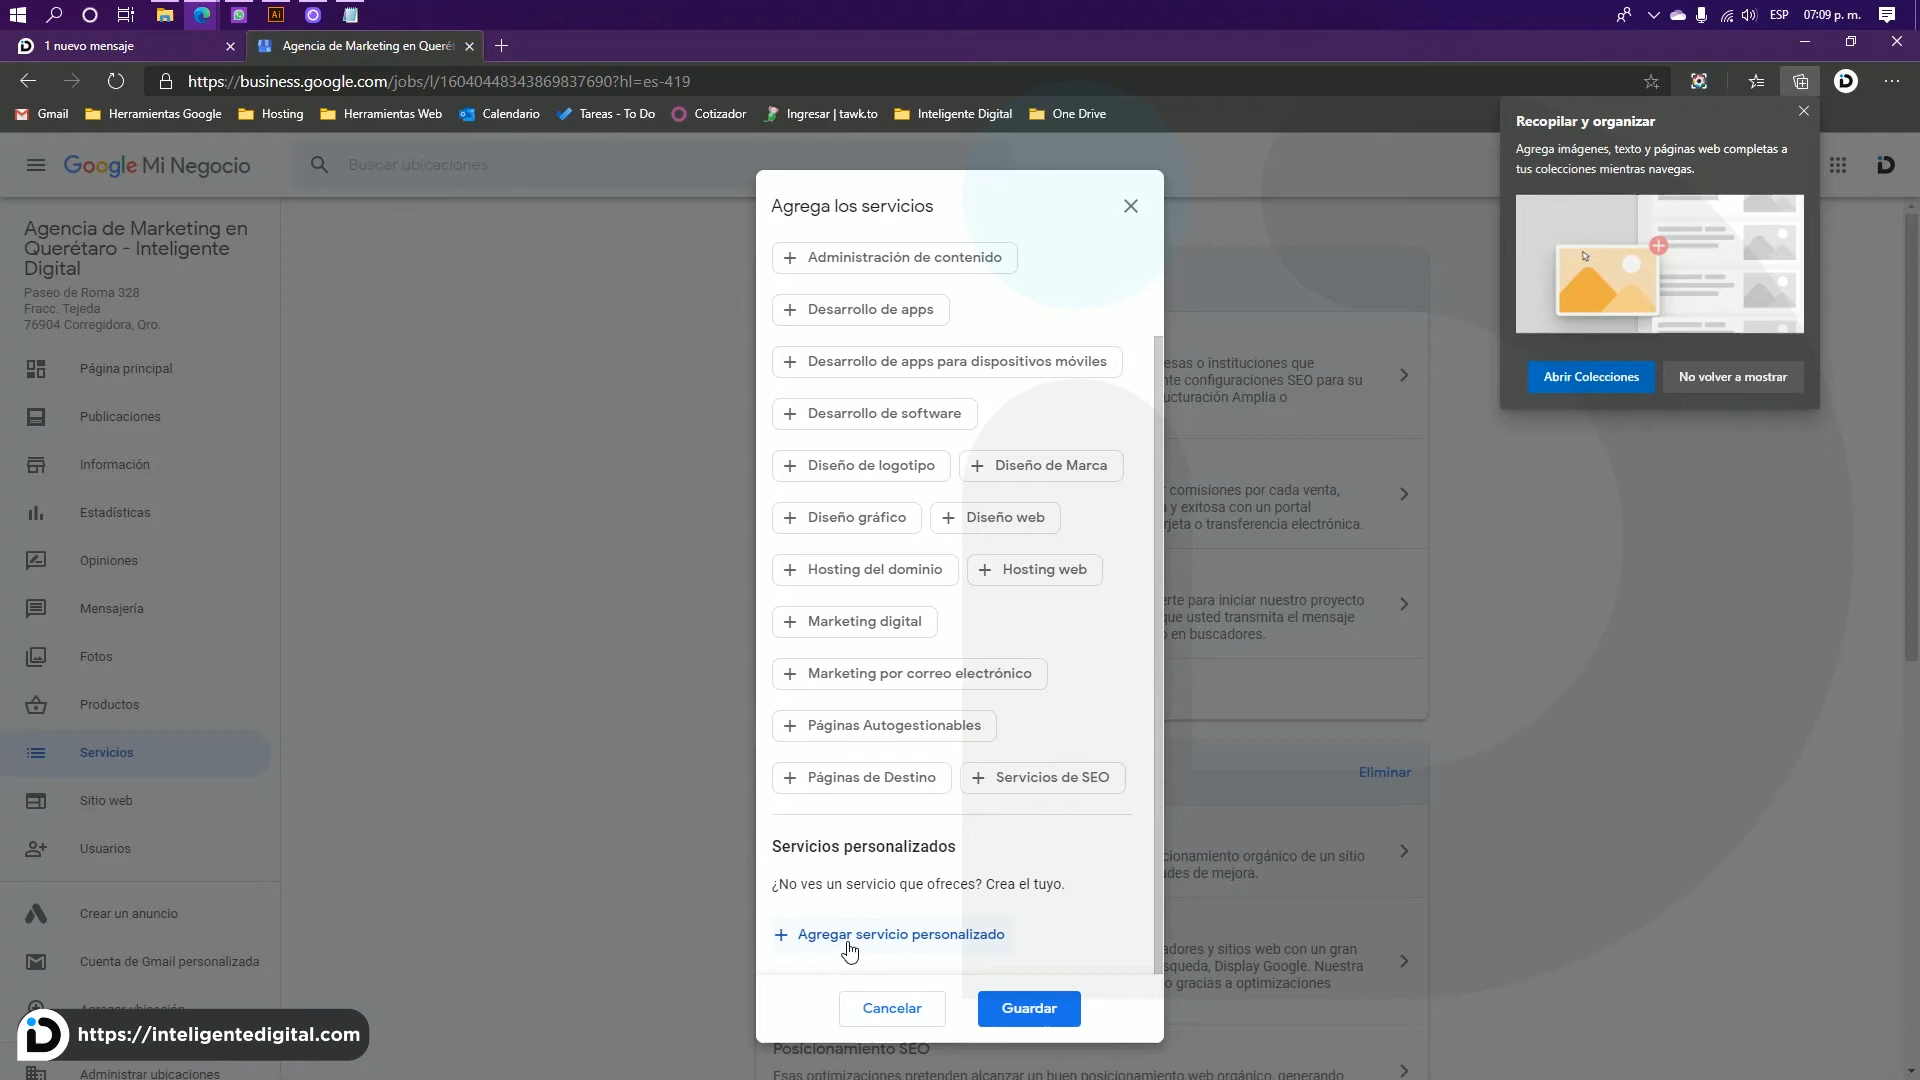 ESP
07:09 p. m.
1 nuevo mensaje
Agencia de Marketing en Queré
https://business.google.com/jobs/l/16040448343869837690?hl=es-419
Gmail
Herramientas Google
Hosting
Herramientas Web
Calendario
Tareas - To Do
Cotizador
Ingresar | tawk.to
Inteligente Digital
One Drive
Recopilar y organizar
Agrega imágenes, texto y páginas web completas a
tus colecciones mientras navegas.
Abrir Colecciones
No volver a mostrar
Google Mi Negocio
Buscar ubicaciones
Agencia de Marketing en
Querétaro - Inteligente
Digital
Paseo de Roma 328
Fracc. Tejeda
76904 Corregidora, Qro.
Página principal
Publicaciones
Información
Estadísticas
Opiniones
Mensajería
Fotos
Productos
Servicios
Sitio web
Usuarios
Crear un anuncio
Cuenta de Gmail personalizada
Agregar ubicación
https://inteligentedigital.com
Administrar ubicaciones
Agrega los servicios
Administración de contenido
Desarrollo de apps
Desarrollo de apps para dispositivos móviles
Desarrollo de software
Diseño de logotipo
Diseño de Marca
Diseño gráfico
Diseño web
Hosting del dominio
Hosting web
Marketing digital
Marketing por correo electrónico
Páginas Autogestionables
Páginas de Destino
Servicios de SEO
Servicios personalizados
¿No ves un servicio que ofreces? Crea el tuyo.
Agregar servicio personalizado
Cancelar
Guardar
esas o instituciones que
nte configuraciones SEO para su
ucturación Amplia o
r comisiones por cada venta,
a y exitosa con un portal
rjeta o transferencia electrónica.
erte para iniciar nuestro proyecto
que usted transmita el mensaje
o en buscadores.
Eliminar
cionamiento orgánico de un sitio
ades de mejora.
adores y sitios web con un gran
squeda, Display Google. Nuestra
o gracias a optimizaciones
Posicionamiento SEO
Esas optimizaciones pretenden alcanzar un buen posicionamiento web orgánico, generando